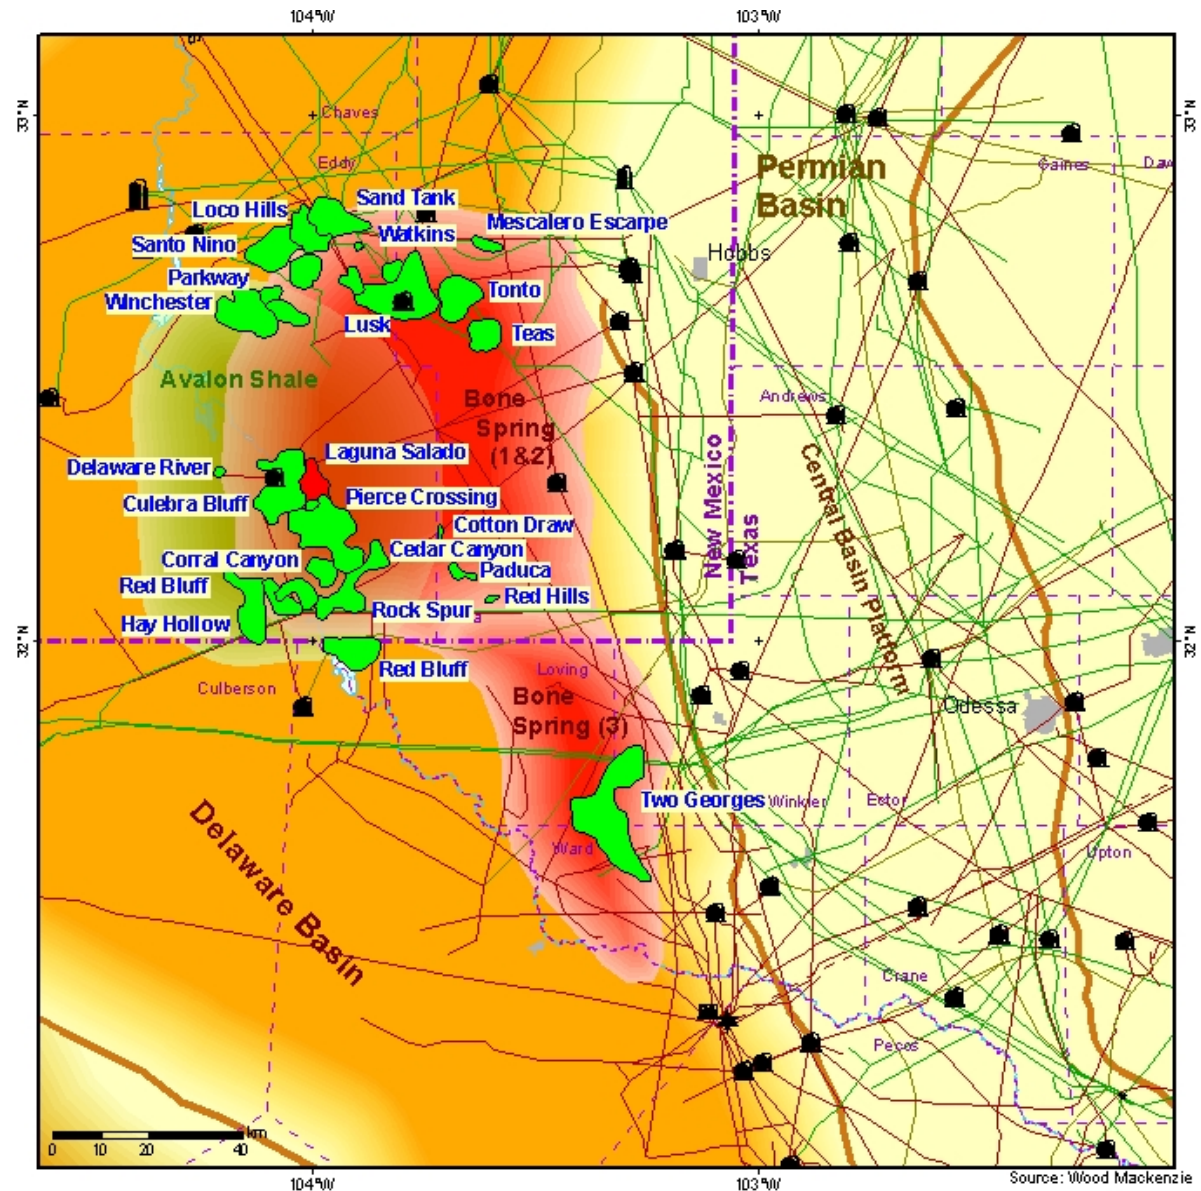 104°W
103°W
33°N
33°N
Chaves
Eddy
Permian
Basin
Gaines
Daw
Sand Tank
Loco Hills
Mescalero Escarpe
Watkins
Santo Nino
Hobbs
Parkway
Tonto
Winchester
Lusk
Teas
Avalon Shale
Bone
Spring
(1&2)
Andrews
Laguna Salado
Delaware River
Culebra Bluff
Pierce Crossing
Cotton Draw
Cedar Canyon
Corral Canyon
Paduca
Red Bluff
Red Hills
Rock Spur
Hay Hollow
New Mexico
Texas
Central Basin Platform
32°N
32°N
Red Bluff
Loving
Culberson
Bone
Spring (3)
Odessa
Two Georges
Winkler
Ector
Ward
Upton
Delaware Basin
Crane
Pecos
km
0 10 20 40
104°W
103°W
Source: Wood Mackenzie